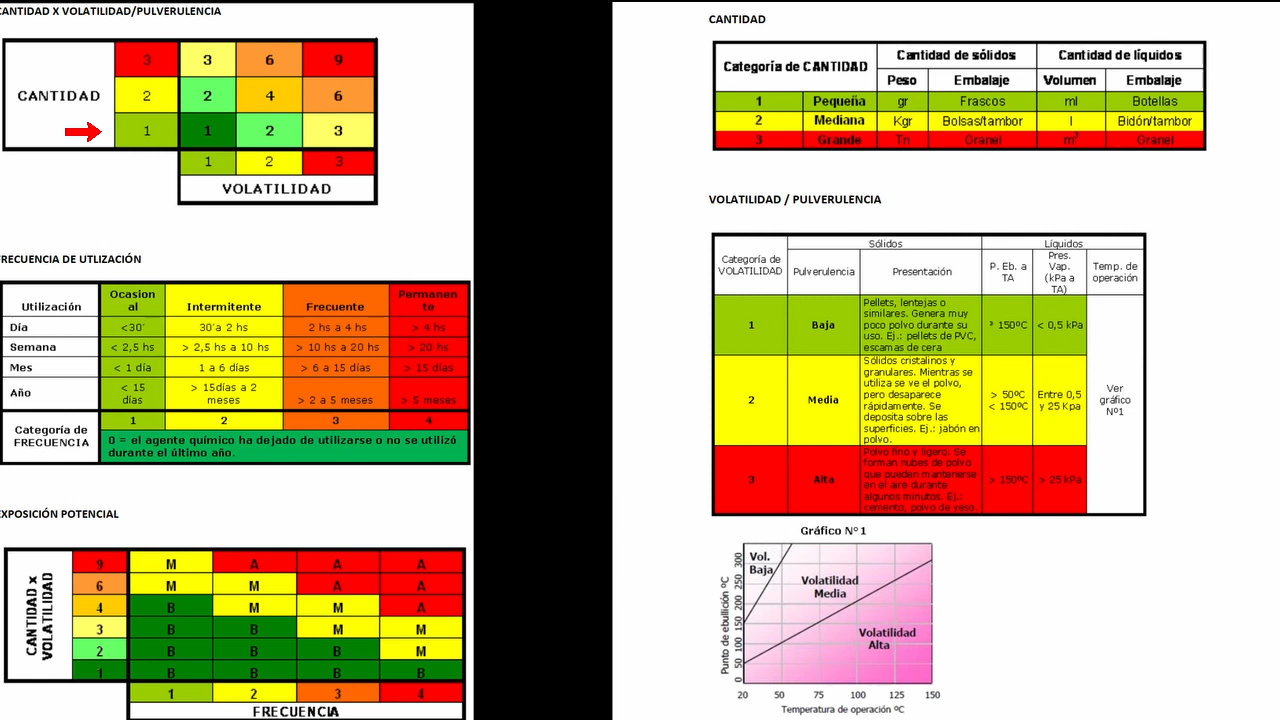 CANTIDAD X VOLATILIDAD/PULVERULENCIA
CANTIDAD
3 3 6 9
2 2 4 6
1 1 2 3
1 2 3
VOLATILIDAD
FRECUENCIA DE UTLIZACIÓN
Utilización Ocasion al Intermitente Frecuente Permanen te
Día <30´ 30´a 2 hs 2 hs a 4 hs > 4 hs
Semana < 2,5 hs > 2,5 hs a 10 hs > 10 hs a 20 hs > 20 hs
Mes < 1 día 1 a 6 días > 6 a 15 días > 15 días
Año < 15 días > 15días a 2 meses > 2 a 5 meses > 5 meses
Categoría de FRECUENCIA 1 2 3 4
0 = el agente químico ha dejado de utilizarse o no se utilizó
durante el último año.
EXPOSICIÓN POTENCIAL
CANTIDAD x
VOLATILIDAD
9 M A A A
6 M M A A
4 B M M A
3 B B M M
2 B B B M
1 B B B B
1 2 3 4
FRECUENCIA
CANTIDAD
Categoría de CANTIDAD Cantidad de sólidos Cantidad de líquidos
Peso Embalaje Volumen Embalaje
1 Pequeña gr Frascos ml Botellas
2 Mediana Kgr Bolsas/tambor l Bidón/tambor
3 Grande Tn Granel m³ Granel
VOLATILIDAD / PULVERULENCIA
Categoría de VOLATILIDAD Sólidos Líquidos
Pulverulencia Presentación P. Eb. a TA Pres. Vap. (kPa a TA) Temp. de operación
1 Baja
Pellets, lentejas o
similares. Genera muy
poco polvo durante su
uso. Ej.: pellets de PVC,
escamas de cera
³ 150ºC < 0,5 kPa
2 Media
Sólidos cristalinos y
granulares. Mientras se
utiliza se ve el polvo,
pero desaparece
rápidamente. Se
deposita sobre las
superficies. Ej.: jabón en
polvo.
> 50ºC
< 150ºC
Entre 0,5
y 25 Kpa
Ver
gráfico
Nº1
3 Alta
Polvo fino y ligero. Se
forman nubes de polvo
que pueden mantenerse
en el aire durante
algunos minutos. Ej.:
cemento, polvo de yeso.
> 150ºC > 25 kPa
Gráfico Nº 1
Punto de ebullición ºC
300
250
200
150
100
50
0
Vol.
Baja
Volatilidad
Media
Volatilidad
Alta
20 50 75 100 125 150
Temperatura de operación ºC